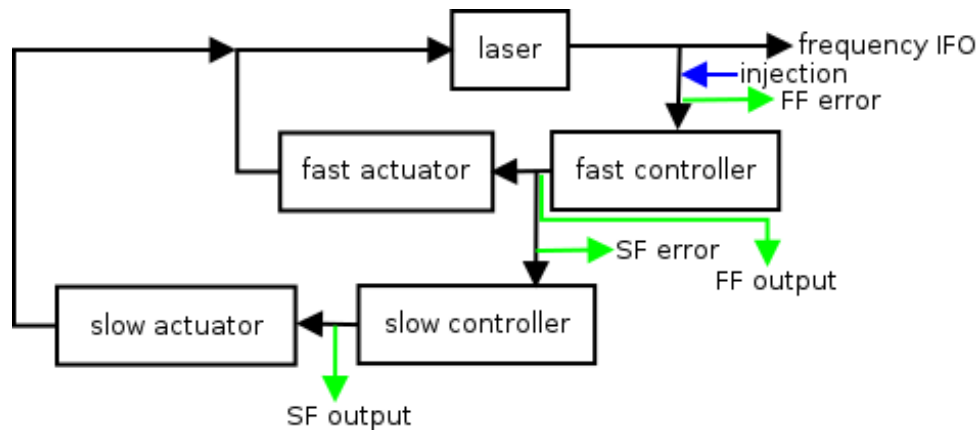 laser
frequency IFO
injection
FF error
fast actuator
fast controller
SF error
FF output
slow actuator
slow controller
SF output